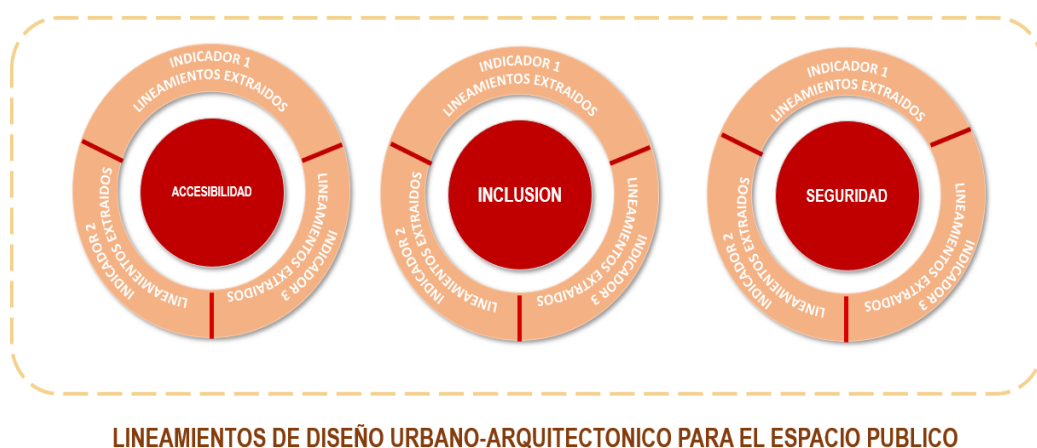 INDICADOR 1
LINEAMIENTOS EXTRAIDOS
ACCESIBILIDAD
INDICADOR 2
LINEAMIENTOS EXTRAIDOS
INDICADOR 3
LINEAMIENTOS EXTRAIDOS
INDICADOR 1
LINEAMIENTOS EXTRAIDOS
INCLUSION
INDICADOR 2
LINEAMIENTOS EXTRAIDOS
INDICADOR 3
LINEAMIENTOS EXTRAIDOS
INDICADOR 1
LINEAMIENTOS EXTRAIDOS
SEGURIDAD
INDICADOR 2
LINEAMIENTOS EXTRAIDOS
INDICADOR 3
LINEAMIENTOS EXTRAIDOS
LINEAMIENTOS DE DISEÑO URBANO-ARQUITECTONICO PARA EL ESPACIO PUBLICO